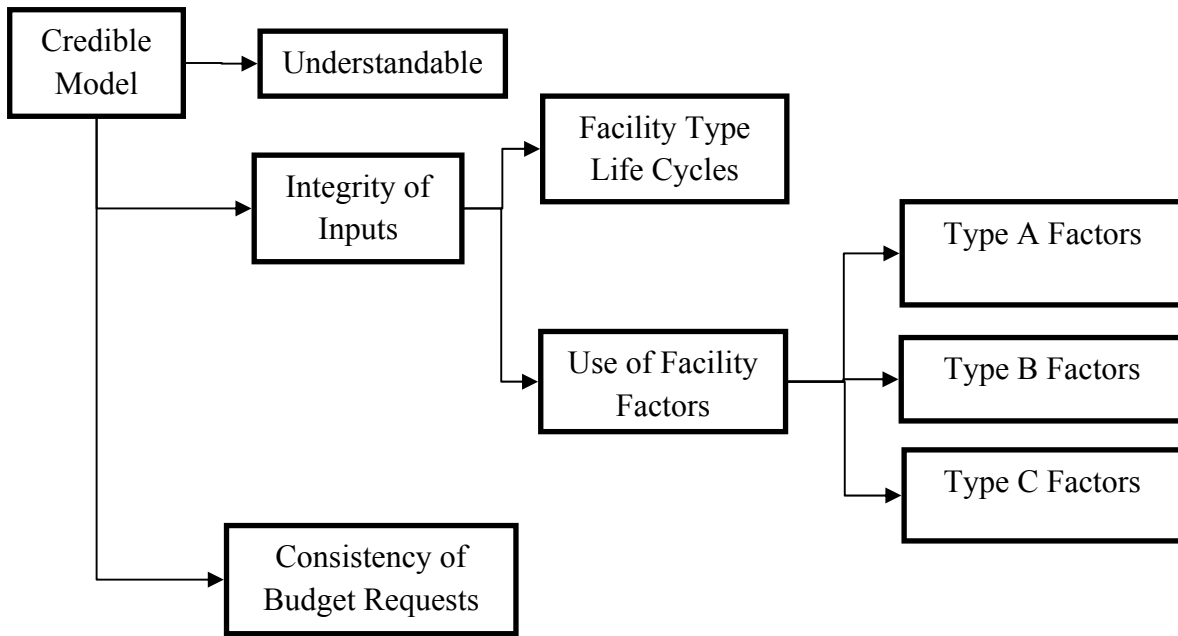 Credible
Model
Understandable
Integrity of
Inputs
Facility Type
Life Cycles
Use of Facility
Factors
Type A Factors
Type B Factors
Type C Factors
Consistency of
Budget Requests